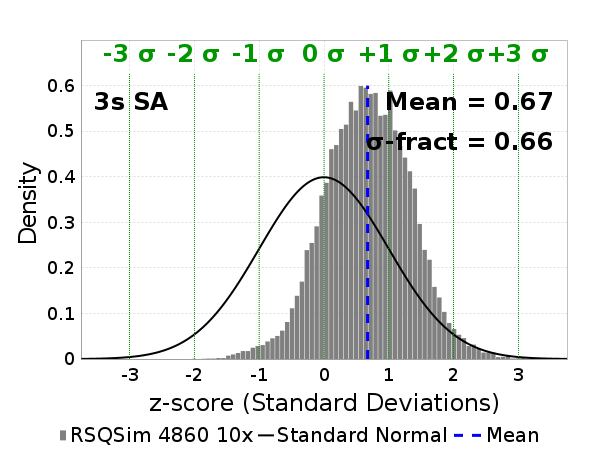 -3 σ -2 σ -1 σ 0 σ +1 σ +2 σ +3 σ
0.6
3s SA
Mean = 0.67
0.5
σ-fract = 0.66
0.4
0.3
0.2
0.1
0
Density
-3 -2 -1 0 1 2 3
z-score (Standard Deviations)
RSQSim 4860 10x Standard Normal Mean